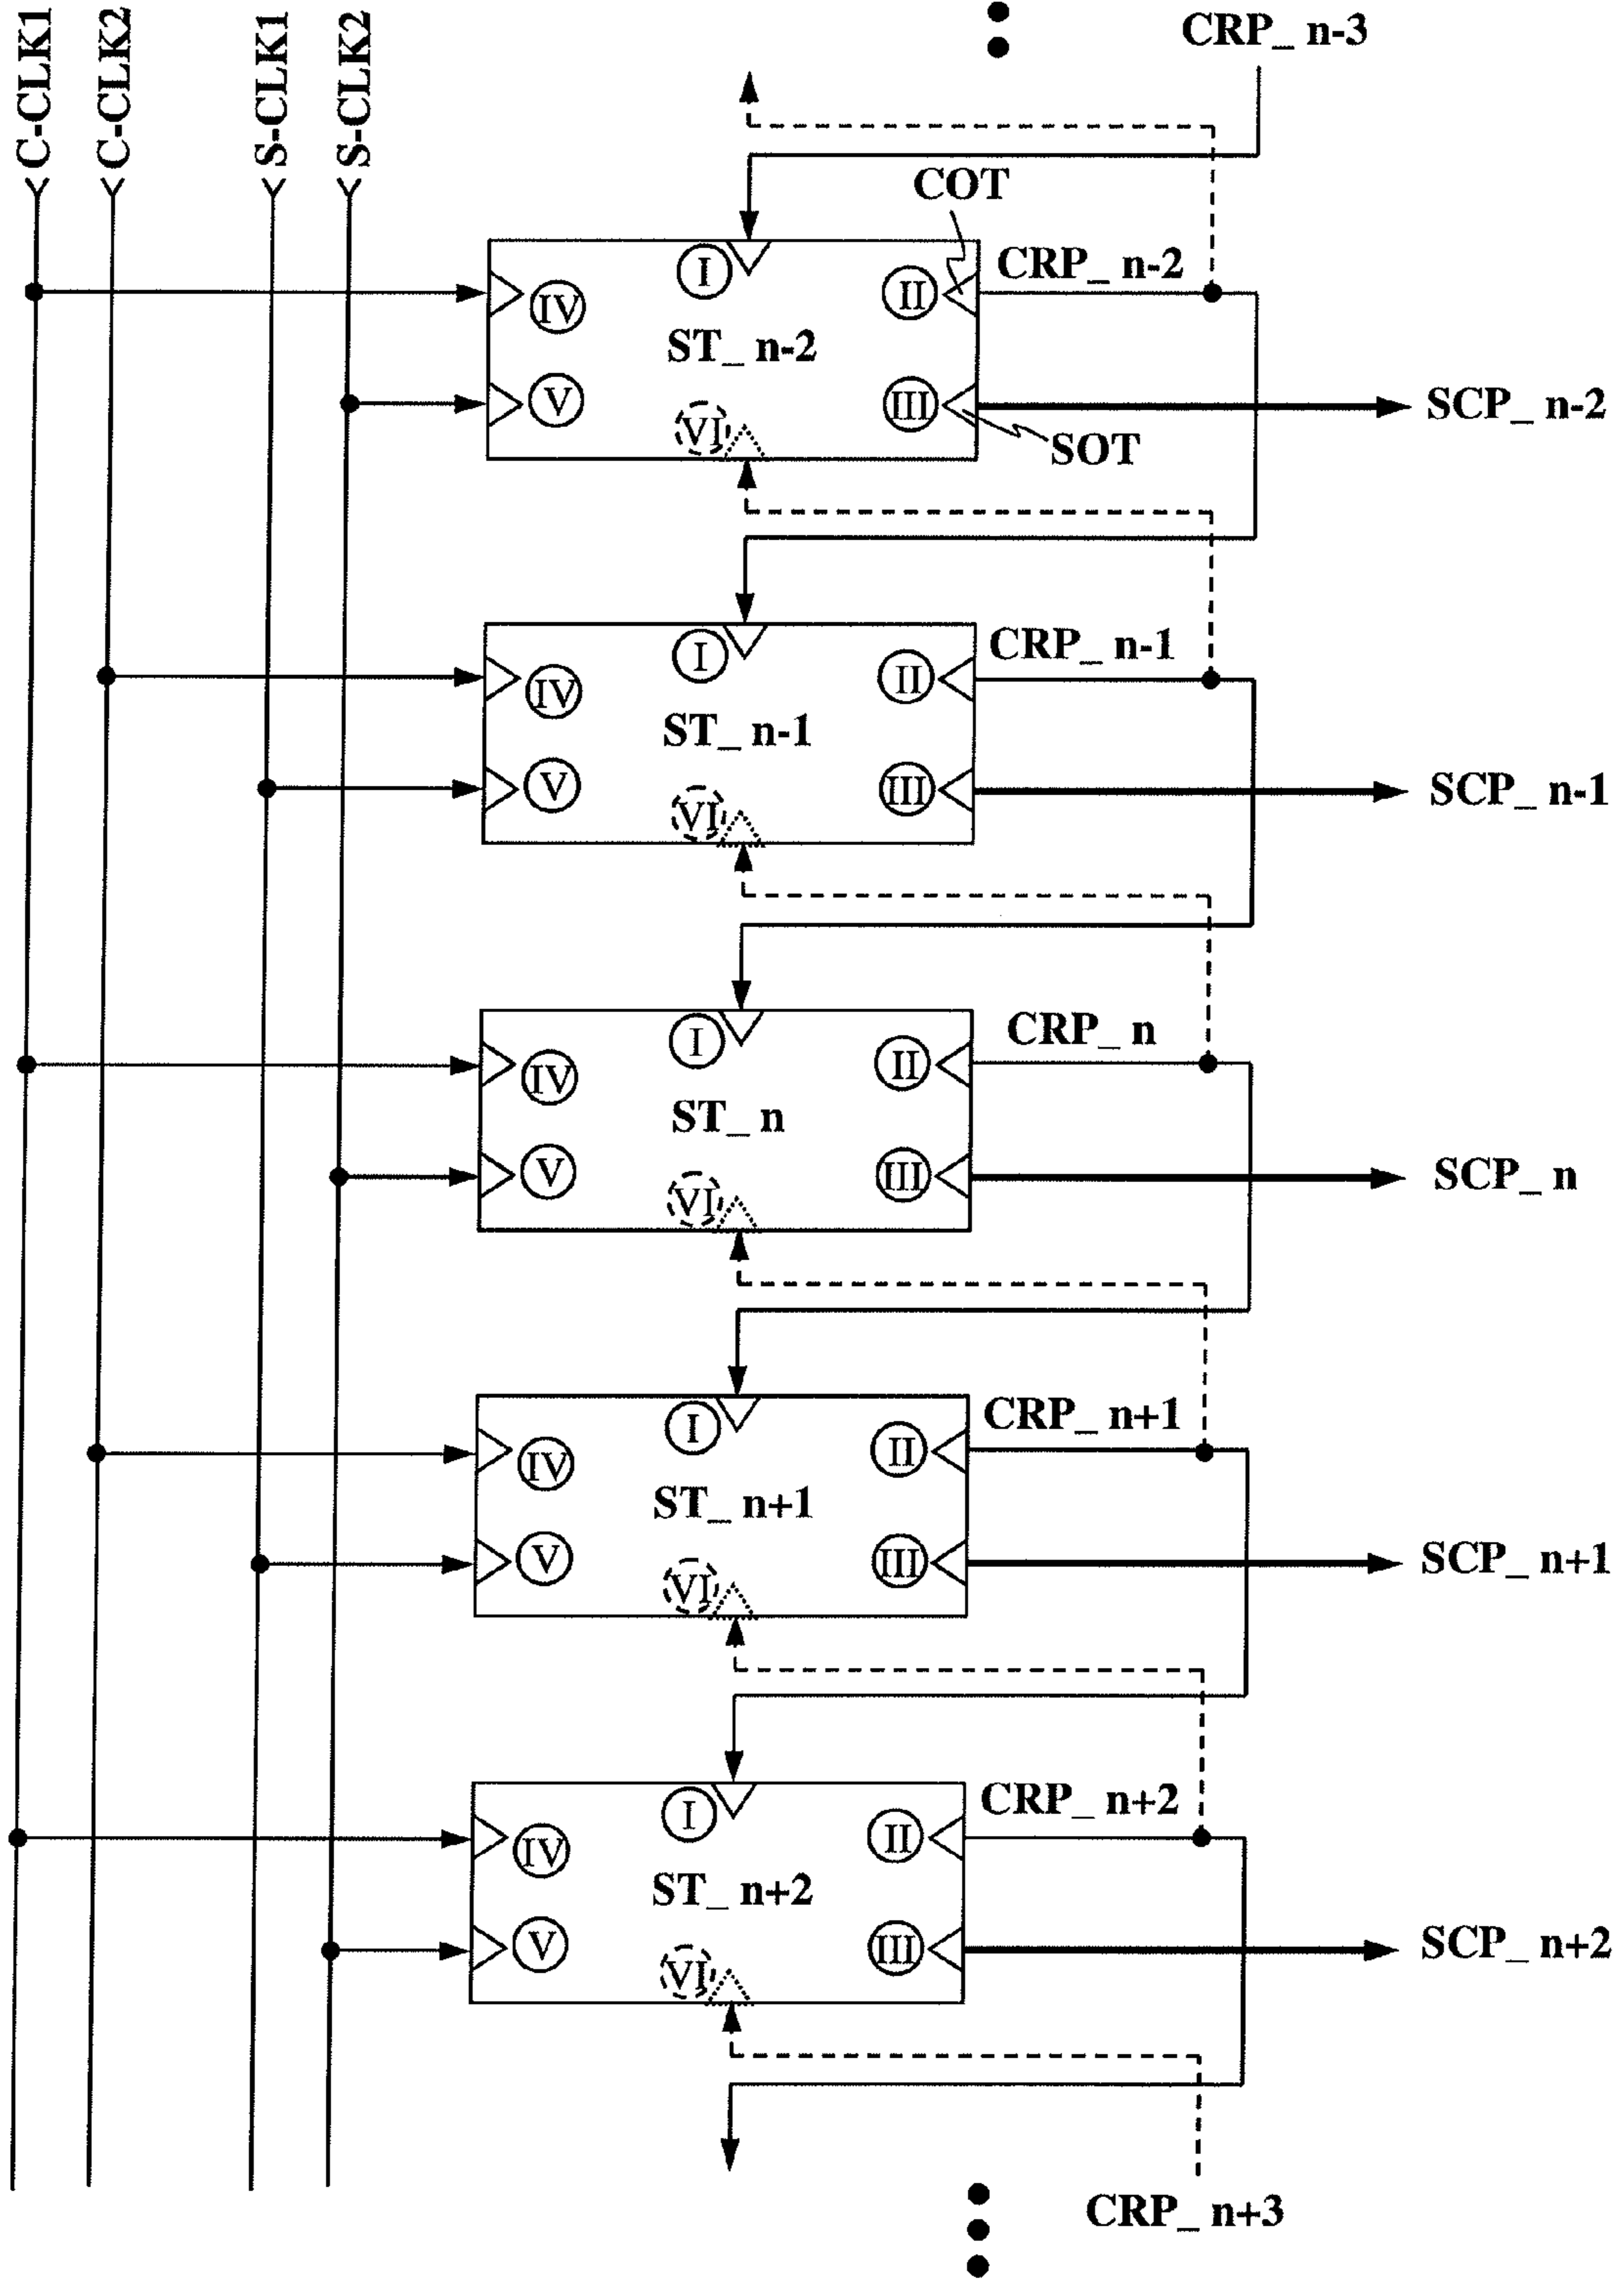 C-CLK1
C-CLK2
S-CLK1
S-CLK2
CRP_ n-3
COT
I
IV
II
CRP_ n-2
ST_ n-2
V
VI
III
SCP_ n-2
SOT
I
IV
II
CRP_ n-1
ST_ n-1
V
VI
III
SCP_ n-1
I
IV
II
CRP_ n
ST_ n
V
VI
III
SCP_ n
I
IV
II
CRP_ n+1
ST_ n+1
V
VI
III
SCP_ n+1
I
IV
II
CRP_ n+2
ST_ n+2
V
VI
III
SCP_ n+2
CRP_ n+3